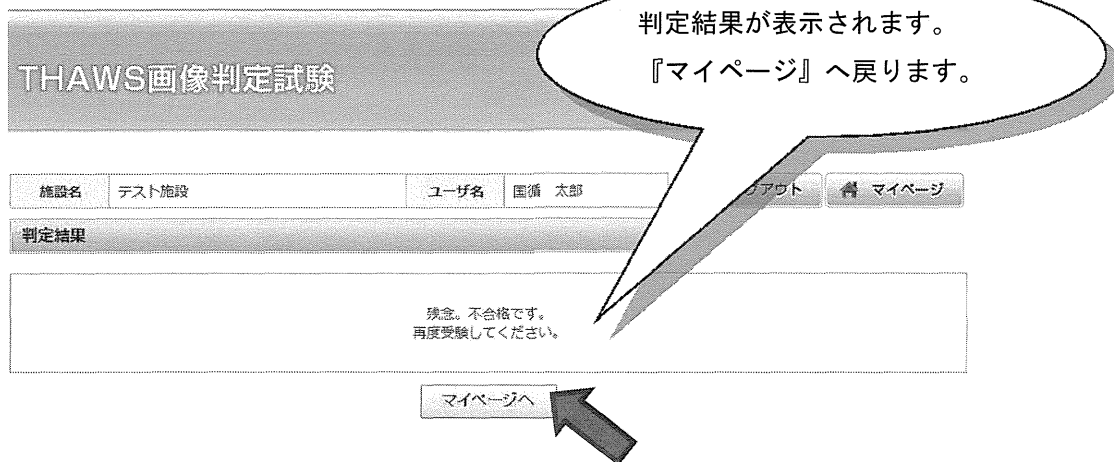 判定結果が表示されます。
『マイページ』へ戻ります。
THAWS画像判定試験
施設名 テスト施設 ユーザ名 国循 太郎 アウト マイページ
判定結果
残念。不合格です。
再度受験してください。
マイページへ